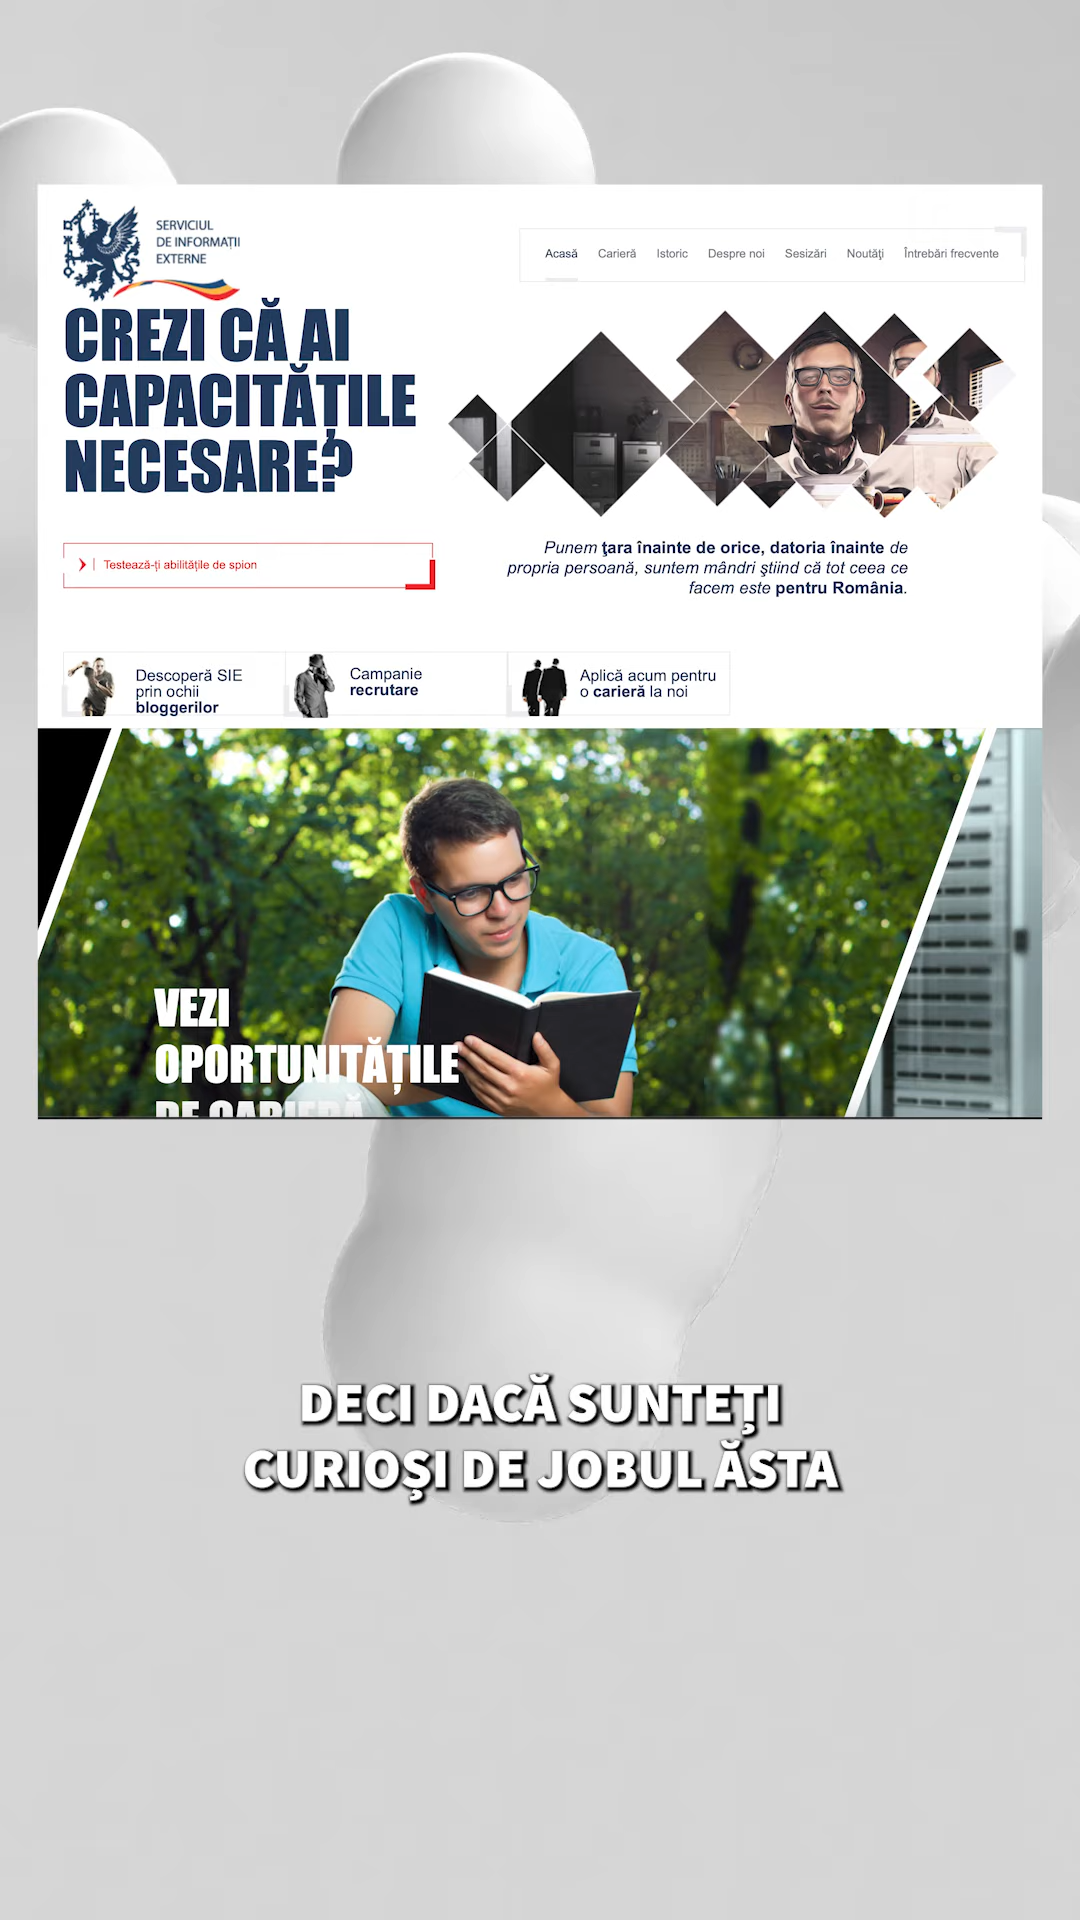 SERVICIUL
DE INFORMAȚII
EXTERNE
Acasă Carieră Istoric Despre noi Sesizări Noutăţi Întrebări frecvente
CREZI CĂ AI
CAPACITĂȚILE
NECESARE?
Testează-ți abilitățile de spion
Punem ţara înainte de orice, datoria înainte de
propria persoană, suntem mândri ştiind că tot ceea ce
facem este pentru România.
Descoperă SIE
prin ochii
bloggerilor
Campanie
recrutare
Aplică acum pentru
o carieră la noi
VEZI
OPORTUNITĂȚILE
DE CARIERĂ
DECI DACĂ SUNTEȚI
CURIOȘI DE JOBUL ĂSTA